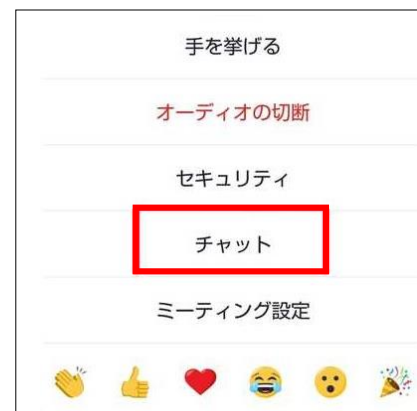 手を挙げる
オーディオの切断
セキュリティ
チャット
ミーティング設定